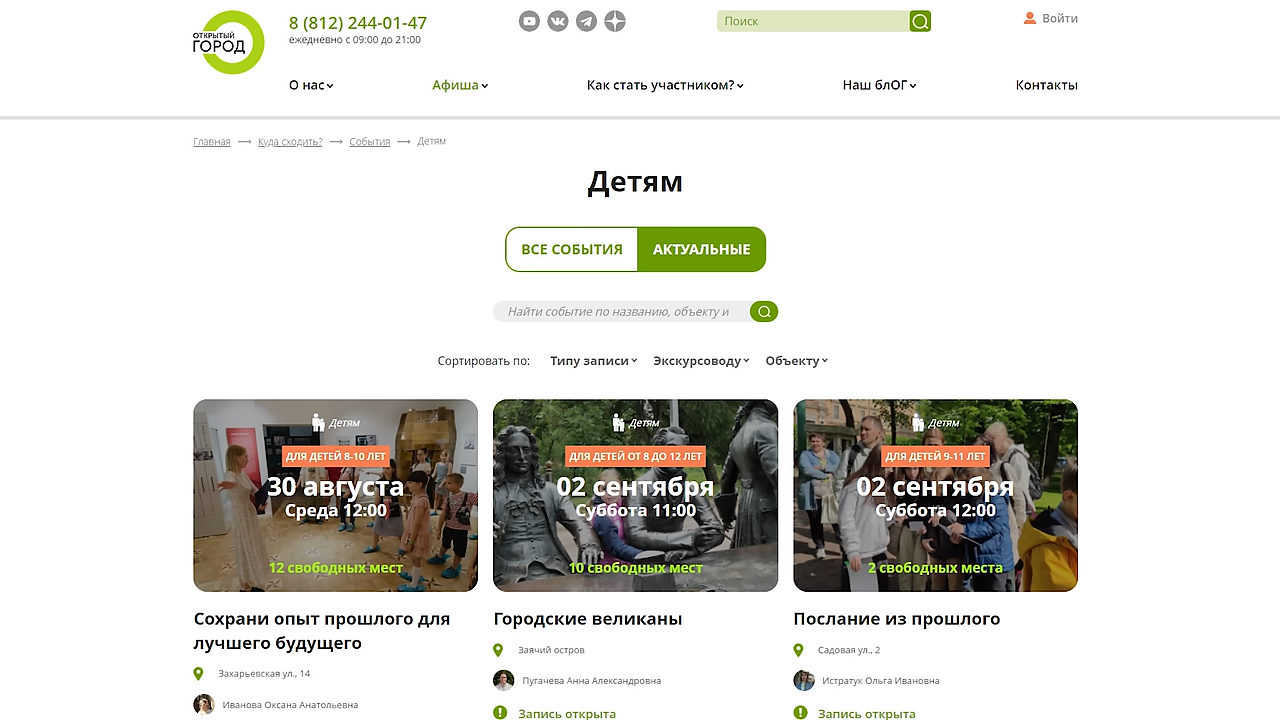 ОТКРЫТЫЙ
ГОРОД
8 (812) 244-01-47
ежедневно с 09:00 до 21:00
Поиск
Войти
О нас
Афиша
Как стать участником?
Наш блОГ
Контакты
Главная
Куда сходить?
События
Детям
Детям
ВСЕ СОБЫТИЯ
АКТУАЛЬНЫЕ
Найти событие по названию, объекту и
Сортировать по:
Типу записи
Экскурсоводу
Объекту
Детям
ДЛЯ ДЕТЕЙ 8-10 ЛЕТ
30 августа
Среда 12:00
12 свободных мест
Сохрани опыт прошлого для
лучшего будущего
Захарьевская ул., 14
Иванова Оксана Анатольевна
Детям
ДЛЯ ДЕТЕЙ ОТ 8 ДО 12 ЛЕТ
02 сентября
Суббота 11:00
10 свободных мест
Городские великаны
Заячий остров
Пугачева Анна Александровна
Запись открыта
Детям
ДЛЯ ДЕТЕЙ 9-11 ЛЕТ
02 сентября
Суббота 12:00
2 свободных места
Послание из прошлого
Садовая ул., 2
Истратук Ольга Ивановна
Запись открыта